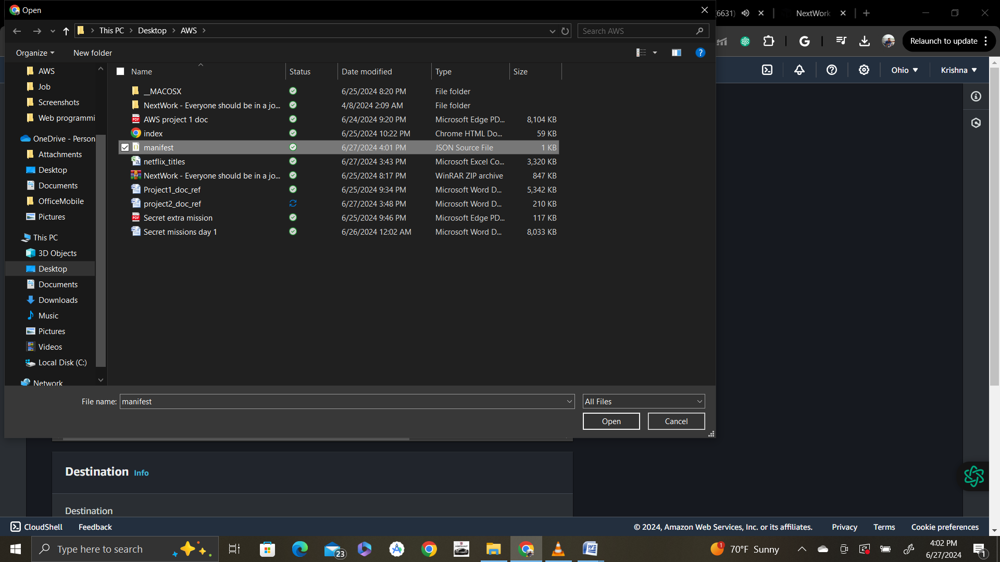 Open
6631)
NextWork
This PC
Desktop
AWS
Search AWS
Relaunch to update
Organize
New folder
Ohio
Krishna
AWS
Job
Screenshots
Web programmi
OneDrive - Person
Attachments
Desktop
Documents
OfficeMobile
Pictures
This PC
3D Objects
Desktop
Documents
Downloads
Music
Pictures
Videos
Local Disk (C:)
Network
Name Status Date modified Type Size
__MACOSX 6/25/2024 8:20 PM File folder
NextWork - Everyone should be in a jo... 4/8/2024 2:09 AM File folder
AWS project 1 doc 6/24/2024 9:20 PM Microsoft Edge PD... 8,104 KB
index 6/25/2024 10:22 PM Chrome HTML Do... 59 KB
manifest 6/27/2024 4:01 PM JSON Source File 1 KB
netflix_titles 6/27/2024 3:43 PM Microsoft Excel Co... 3,320 KB
NextWork - Everyone should be in a jo... 6/25/2024 8:17 PM WinRAR ZIP archive 847 KB
Project1_doc_ref 6/25/2024 9:34 PM Microsoft Word D... 5,342 KB
project2_doc_ref 6/27/2024 3:48 PM Microsoft Word D... 210 KB
Secret extra mission 6/25/2024 9:46 PM Microsoft Edge PD... 117 KB
Secret missions day 1 6/26/2024 12:02 AM Microsoft Word D... 8,033 KB
File name: manifest
All Files
Open
Cancel
Destination Info
Destination
CloudShell
Feedback
© 2024, Amazon Web Services, Inc. or its affiliates.
Privacy
Terms
Cookie preferences
Type here to search
23
1
70°F Sunny
4:02 PM
6/27/2024
1